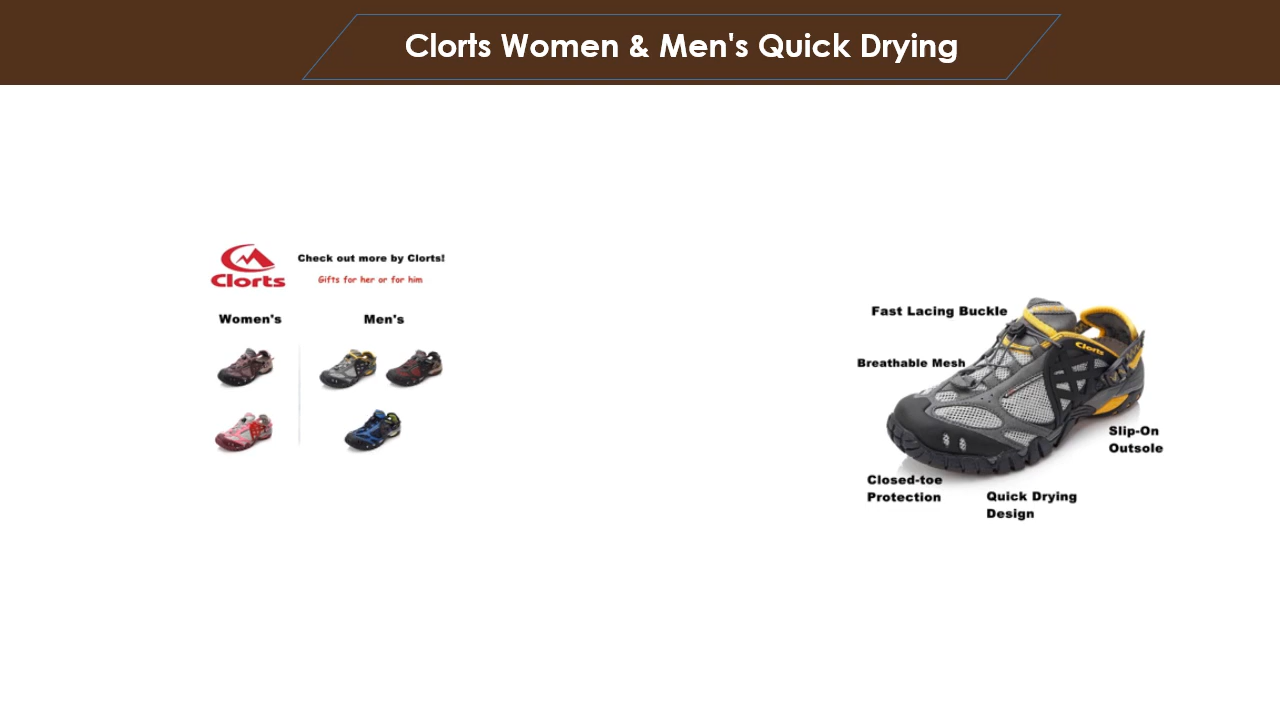 Clorts Women & Men's Quick Drying
Clorts
Check out more by Clorts!
Gifts for her or for him
Women's
Men's
Fast Lacing Buckle
Clorts
Breathable Mesh
Slip-On
Outsole
Closed-toe
Protection
Quick Drying
Design